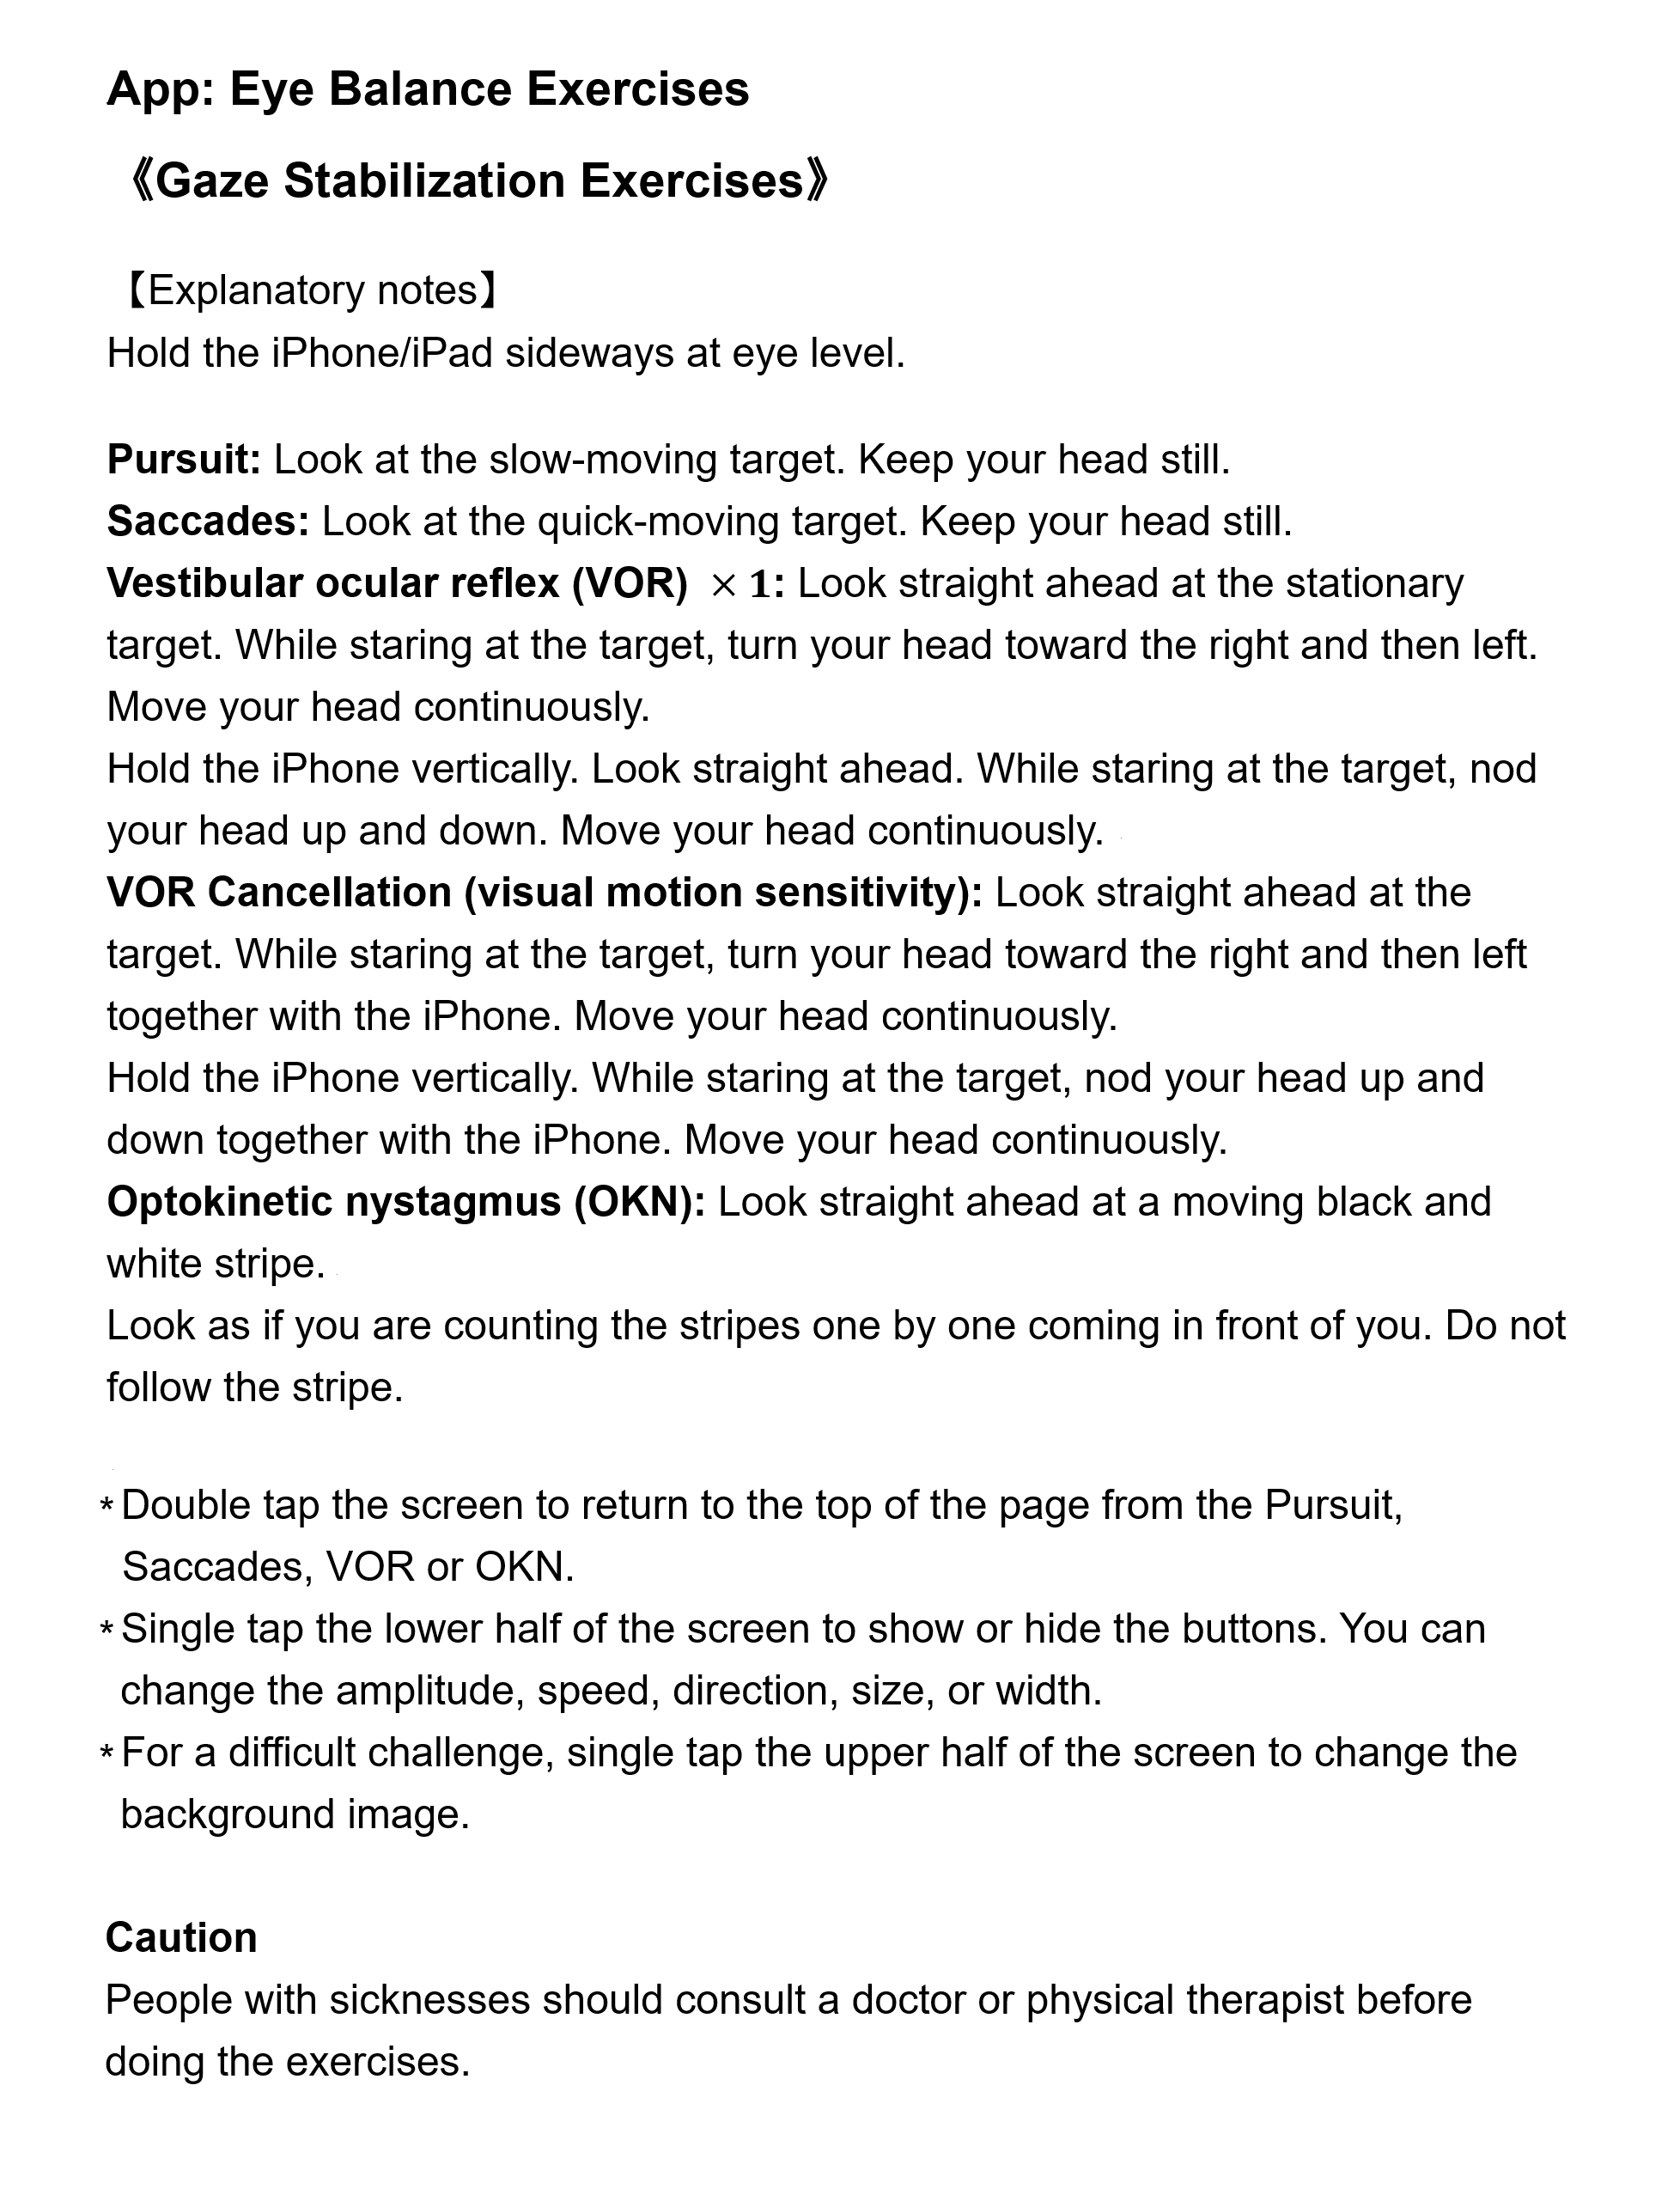 App: Eye Balance Exercises
《Gaze Stabilization Exercises》
【Explanatory notes】
Hold the iPhone/iPad sideways at eye level.
Pursuit: Look at the slow-moving target. Keep your head still.
Saccades: Look at the quick-moving target. Keep your head still.
Vestibular ocular reflex (VOR) ×1: Look straight ahead at the stationary
target. While staring at the target, turn your head toward the right and then left.
Move your head continuously.
Hold the iPhone vertically. Look straight ahead. While staring at the target, nod
your head up and down. Move your head continuously.
VOR Cancellation (visual motion sensitivity): Look straight ahead at the
target. While staring at the target, turn your head toward the right and then left
together with the iPhone. Move your head continuously.
Hold the iPhone vertically. While staring at the target, nod your head up and
down together with the iPhone. Move your head continuously.
Optokinetic nystagmus (OKN): Look straight ahead at a moving black and
white stripe.
Look as if you are counting the stripes one by one coming in front of you. Do not
follow the stripe.
* Double tap the screen to return to the top of the page from the Pursuit,
Saccades, VOR or OKN.
* Single tap the lower half of the screen to show or hide the buttons. You can
change the amplitude, speed, direction, size, or width.
* For a difficult challenge, single tap the upper half of the screen to change the
background image.
Caution
People with sicknesses should consult a doctor or physical therapist before
doing the exercises.